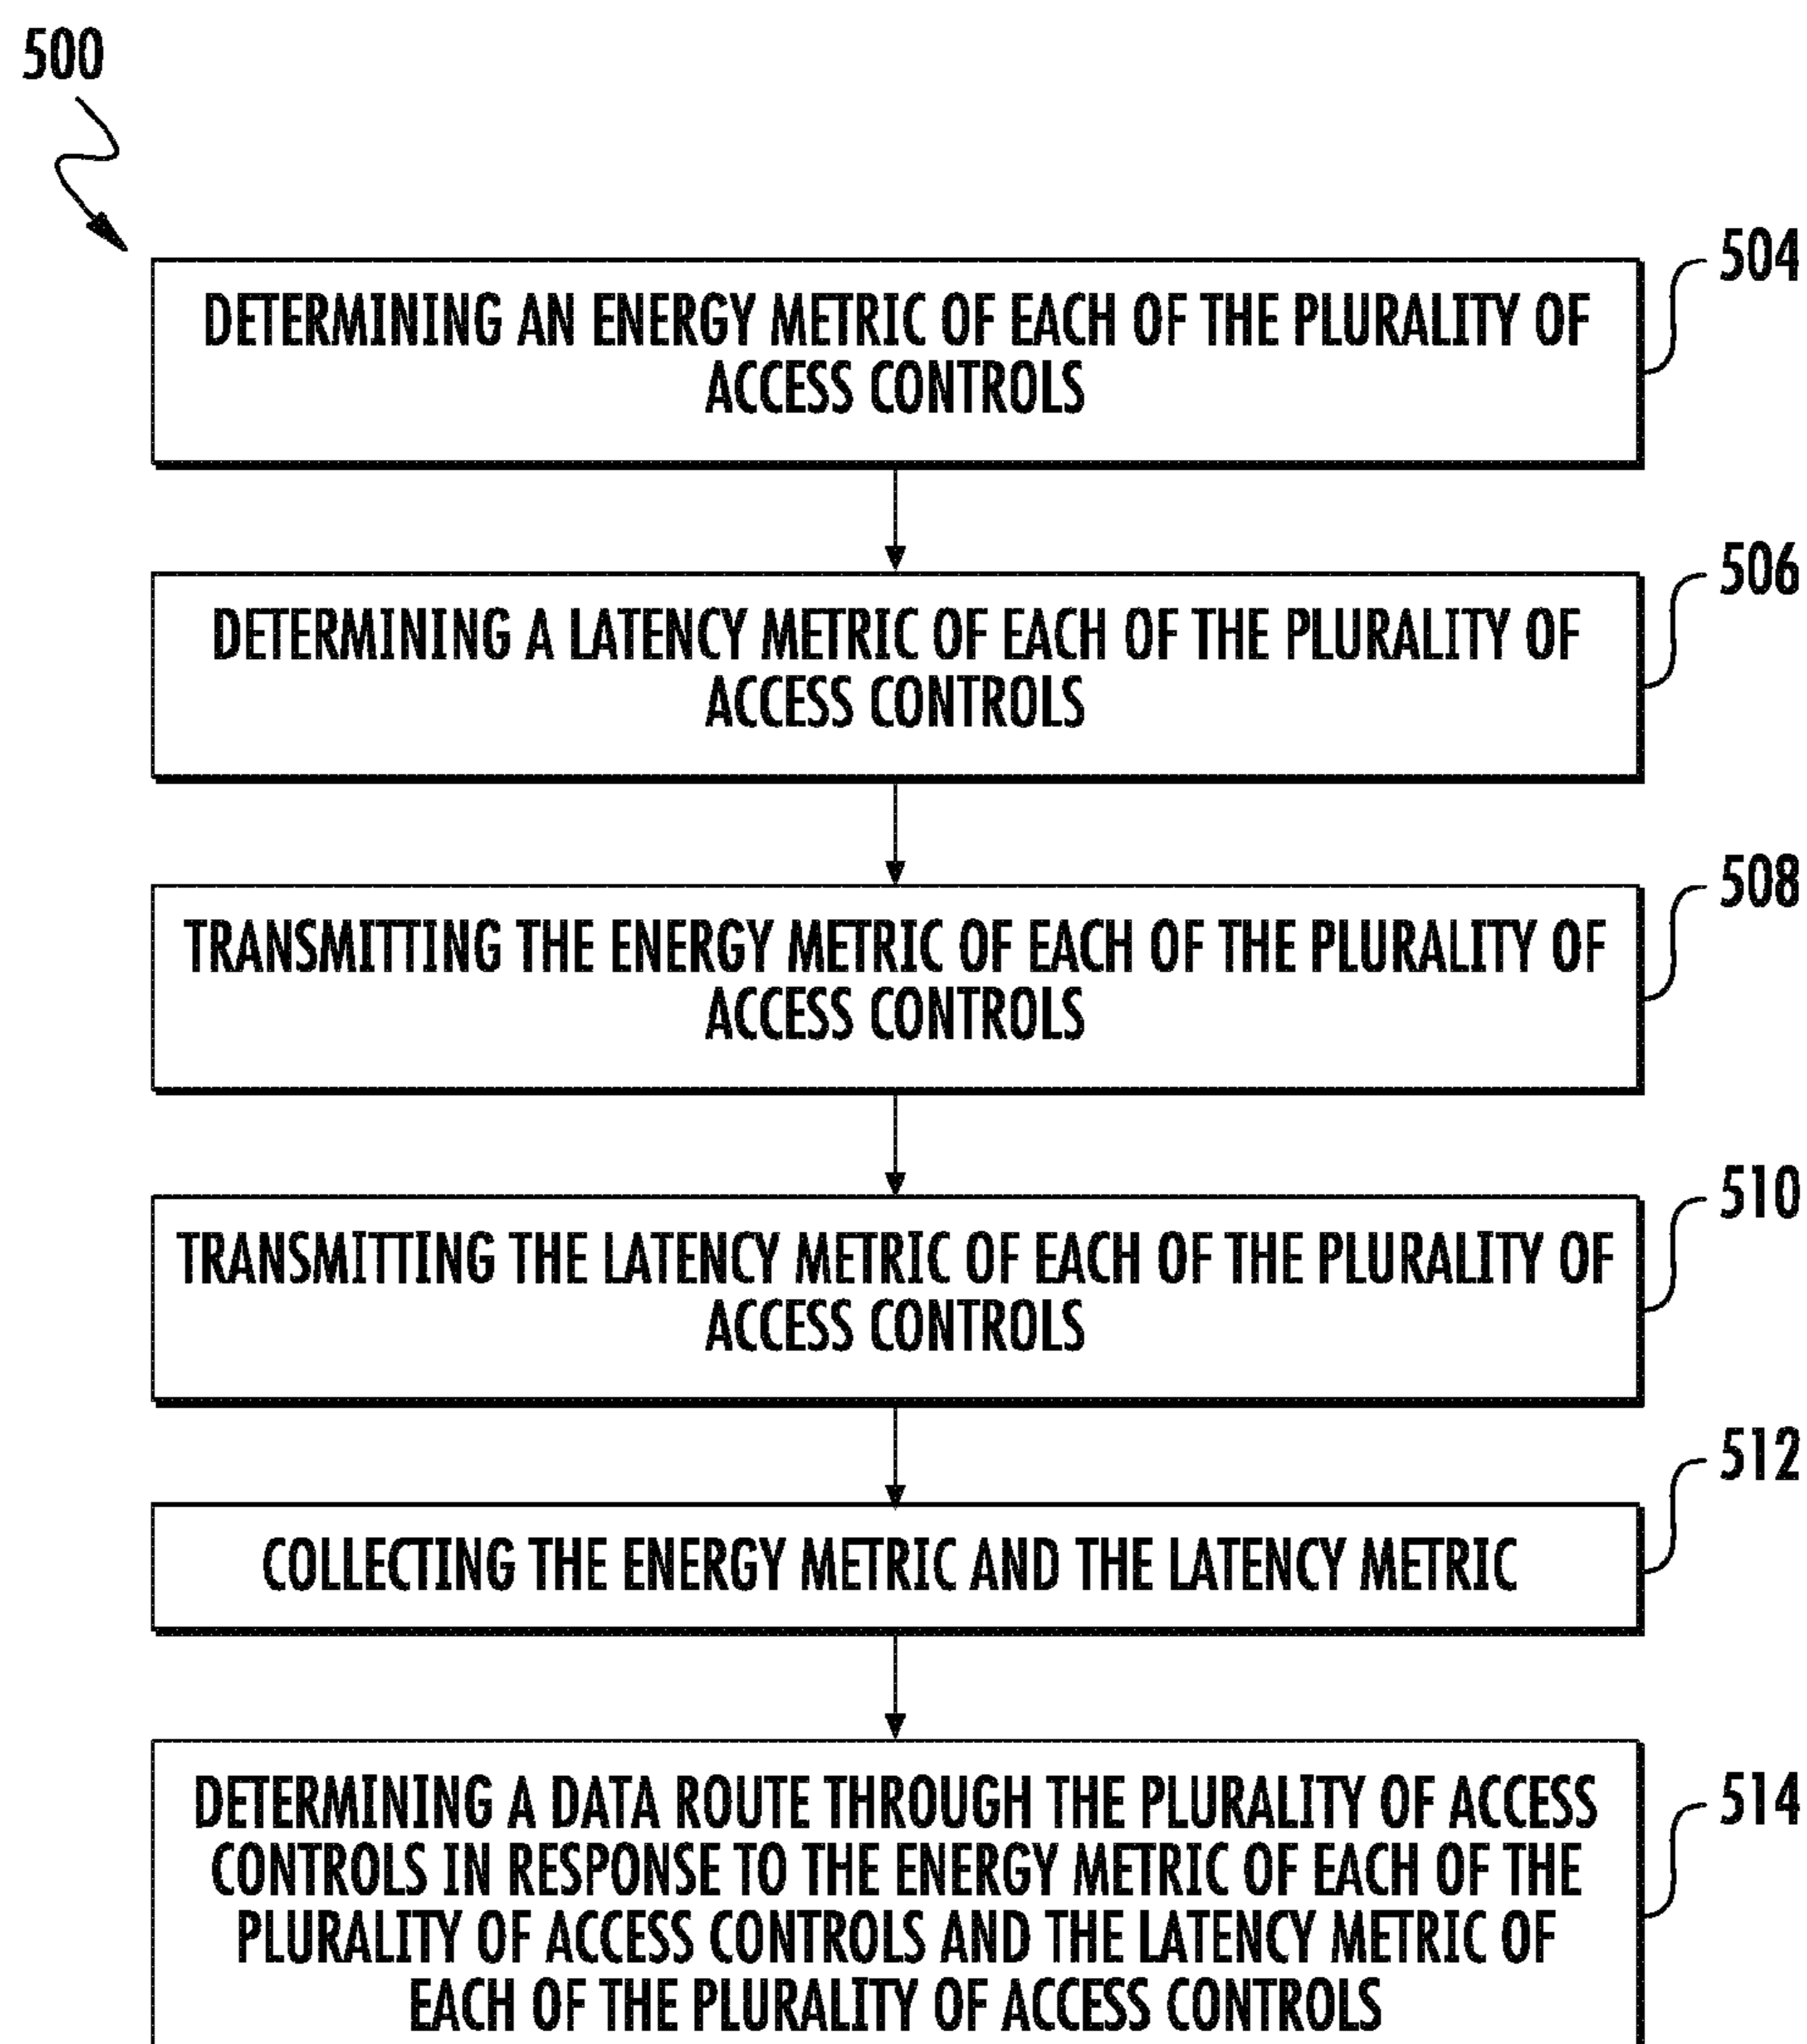 500
504
DETERMINING AN ENERGY METRIC OF EACH OF THE PLURALITY OF
ACCESS CONTROLS
506
DETERMINING A LATENCY METRIC OF EACH OF THE PLURALITY OF
ACCESS CONTROLS
508
TRANSMITTING THE ENERGY METRIC OF EACH OF THE PLURALITY OF
ACCESS CONTROLS
510
TRANSMITTING THE LATENCY METRIC OF EACH OF THE PLURALITY OF
ACCESS CONTROLS
512
COLLECTING THE ENERGY METRIC AND THE LATENCY METRIC
514
DETERMINING A DATA ROUTE THROUGH THE PLURALITY OF ACCESS
CONTROLS IN RESPONSE TO THE ENERGY METRIC OF EACH OF THE
PLURALITY OF ACCESS CONTROLS AND THE LATENCY METRIC OF
EACH OF THE PLURALITY OF ACCESS CONTROLS